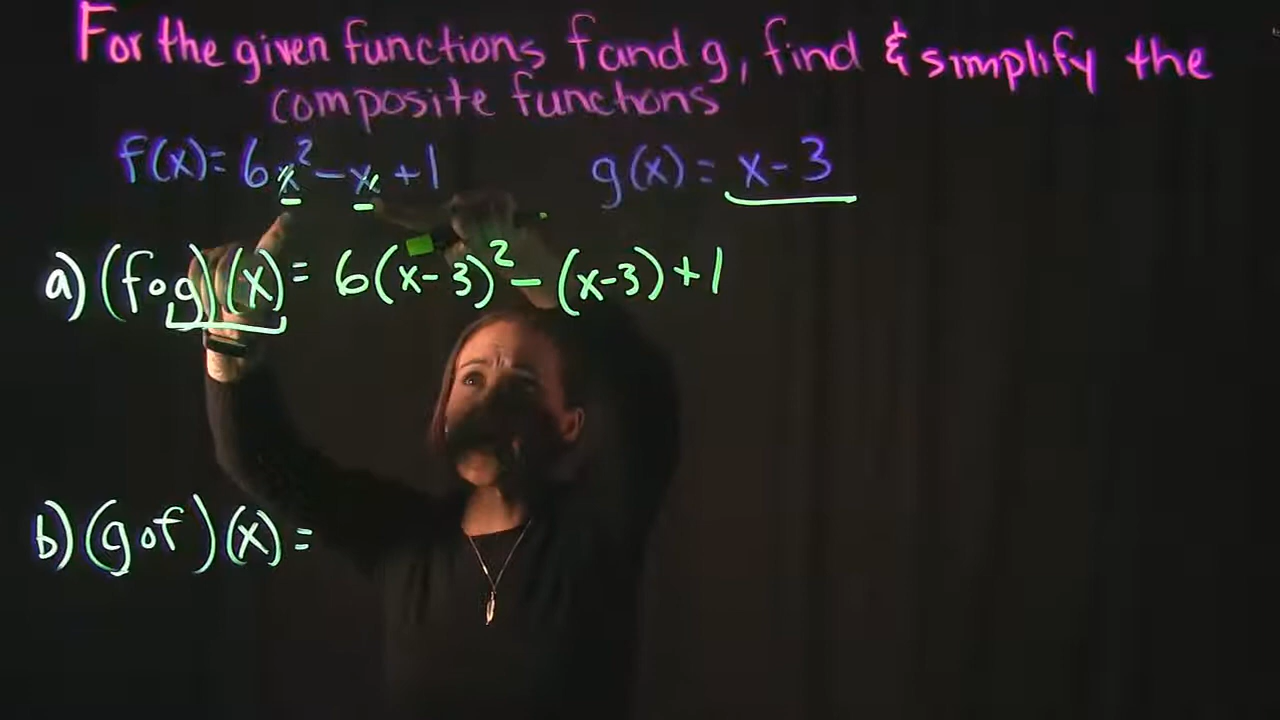 For the given functions f and g, find & simplify the
composite functions
f(x)= 6x² - x + 1 g(x) = x - 3
a) (f∘g)(x) = 6(x-3)² - (x-3) + 1
b) (g∘f)(x) =